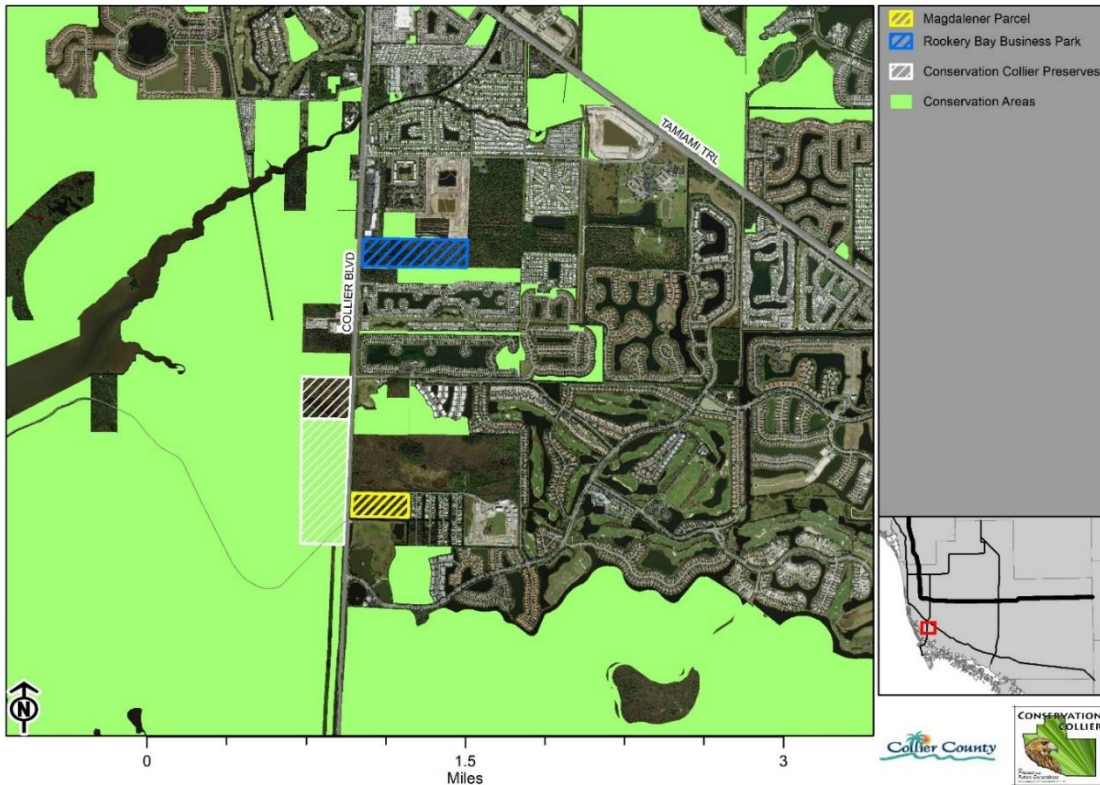 Magdalener Parcel
Rookery Bay Business Park
Conservation Collier Preserves
Conservation Areas
TAMIAMI TRL
COLLIER BLVD
N
0
1.5
3
Miles
Collier County
CONSERVATION
COLLIER